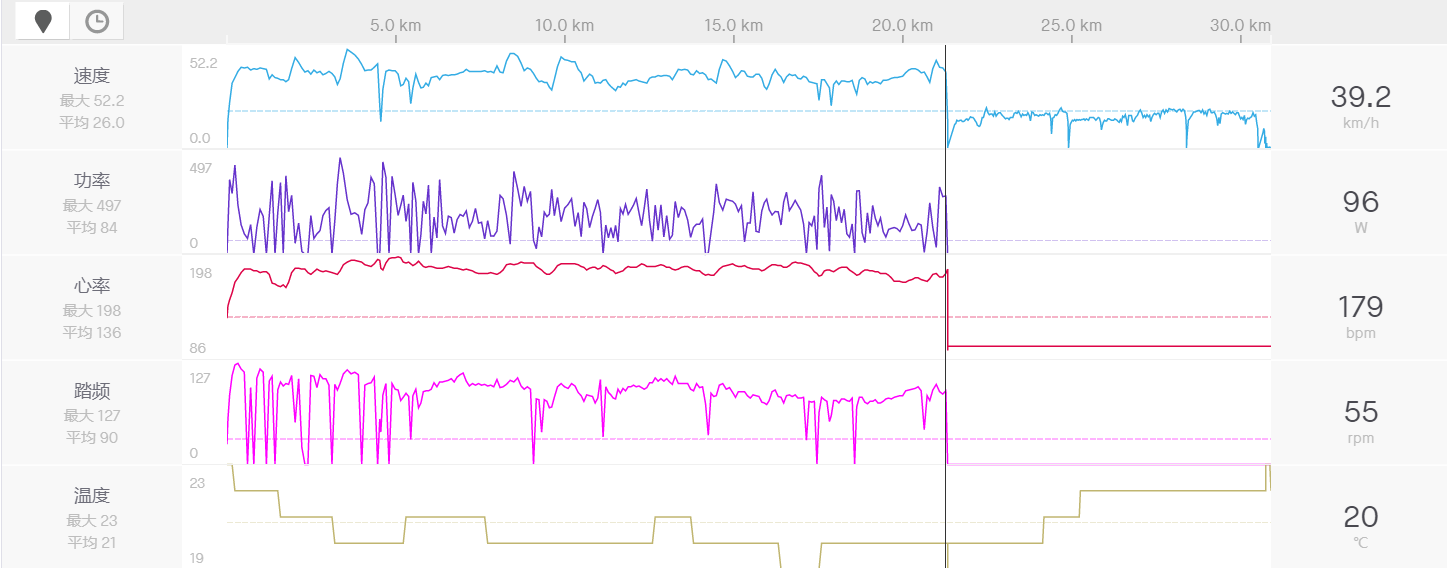 5.0 km 10.0 km 15.0 km 20.0 km 25.0 km 30.0 km
速度
最大 52.2
平均 26.0
52.2
0.0
39.2
km/h
功率
最大 497
平均 84
497
0
96
W
心率
最大 198
平均 136
198
86
179
bpm
踏频
最大 127
平均 90
127
0
55
rpm
温度
最大 23
平均 21
23
19
20
℃